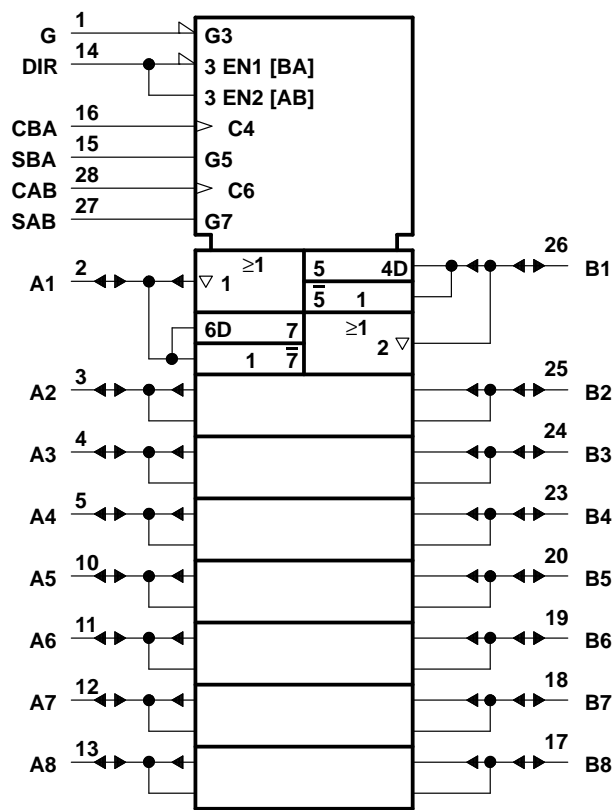 1
G
G3
14
DIR
3 EN1 [BA]
3 EN2 [AB]
16
CBA
C4
15
SBA
G5
28
CAB
C6
27
SAB
G7
2
A1
≥1
▽ 1
5 4D
5̅ 1
26
B1
6D 7
1 7̅
≥1
2 ▽
3
A2
25
B2
4
A3
24
B3
5
A4
23
B4
10
A5
20
B5
11
A6
19
B6
12
A7
18
B7
13
A8
17
B8